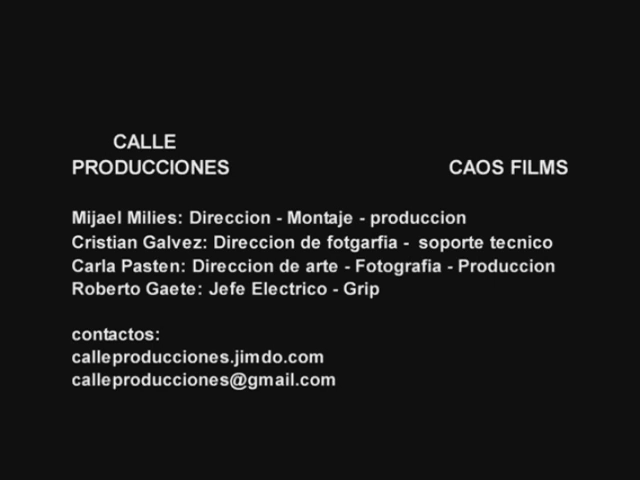 CALLE
PRODUCCIONES CAOS FILMS
Mijael Milies: Direccion - Montaje - produccion
Cristian Galvez: Direccion de fotgarfia - soporte tecnico
Carla Pasten: Direccion de arte - Fotografia - Produccion
Roberto Gaete: Jefe Electrico - Grip
contactos:
calleproducciones.jimdo.com
calleproducciones@gmail.com